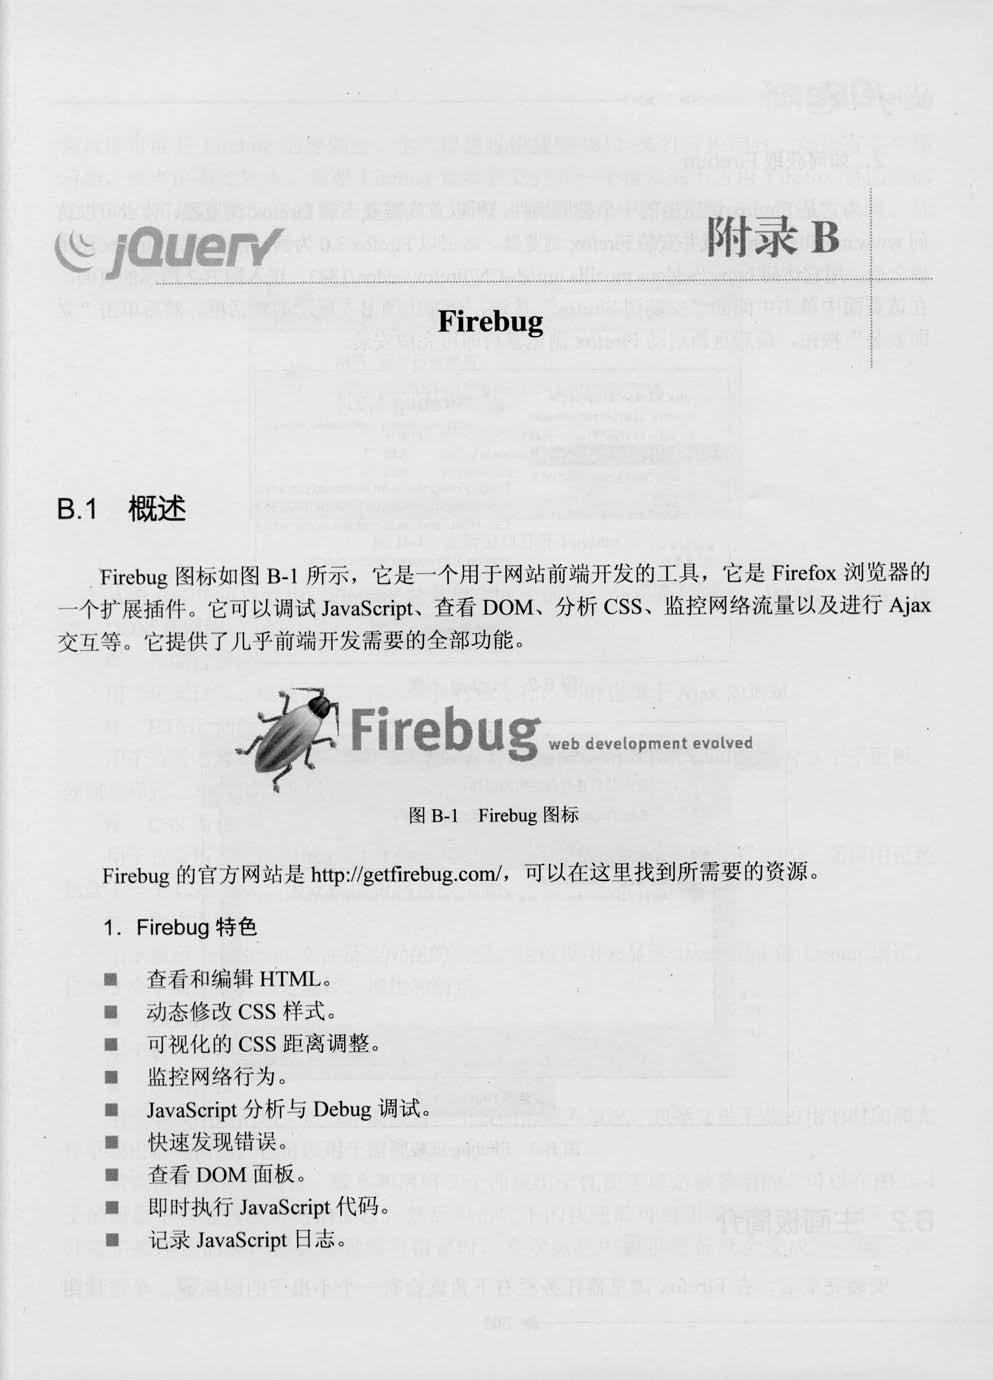 jQuery
附录 B
Firebug
B.1 概述
Firebug 图标如图 B-1 所示，它是一个用于网站前端开发的工具，它是 Firefox 浏览器的
一个扩展插件。它可以调试 JavaScript、查看 DOM、分析 CSS、监控网络流量以及进行 Ajax
交互等。它提供了几乎前端开发需要的全部功能。
Firebug web development evolved
图 B-1 Firebug 图标
Firebug 的官方网站是 http://getfirebug.com/，可以在这里找到所需要的资源。
1. Firebug 特色
■ 查看和编辑 HTML。
■ 动态修改 CSS 样式。
■ 可视化的 CSS 距离调整。
■ 监控网络行为。
■ JavaScript 分析与 Debug 调试。
■ 快速发现错误。
■ 查看 DOM 面板。
■ 即时执行 JavaScript 代码。
■ 记录 JavaScript 日志。